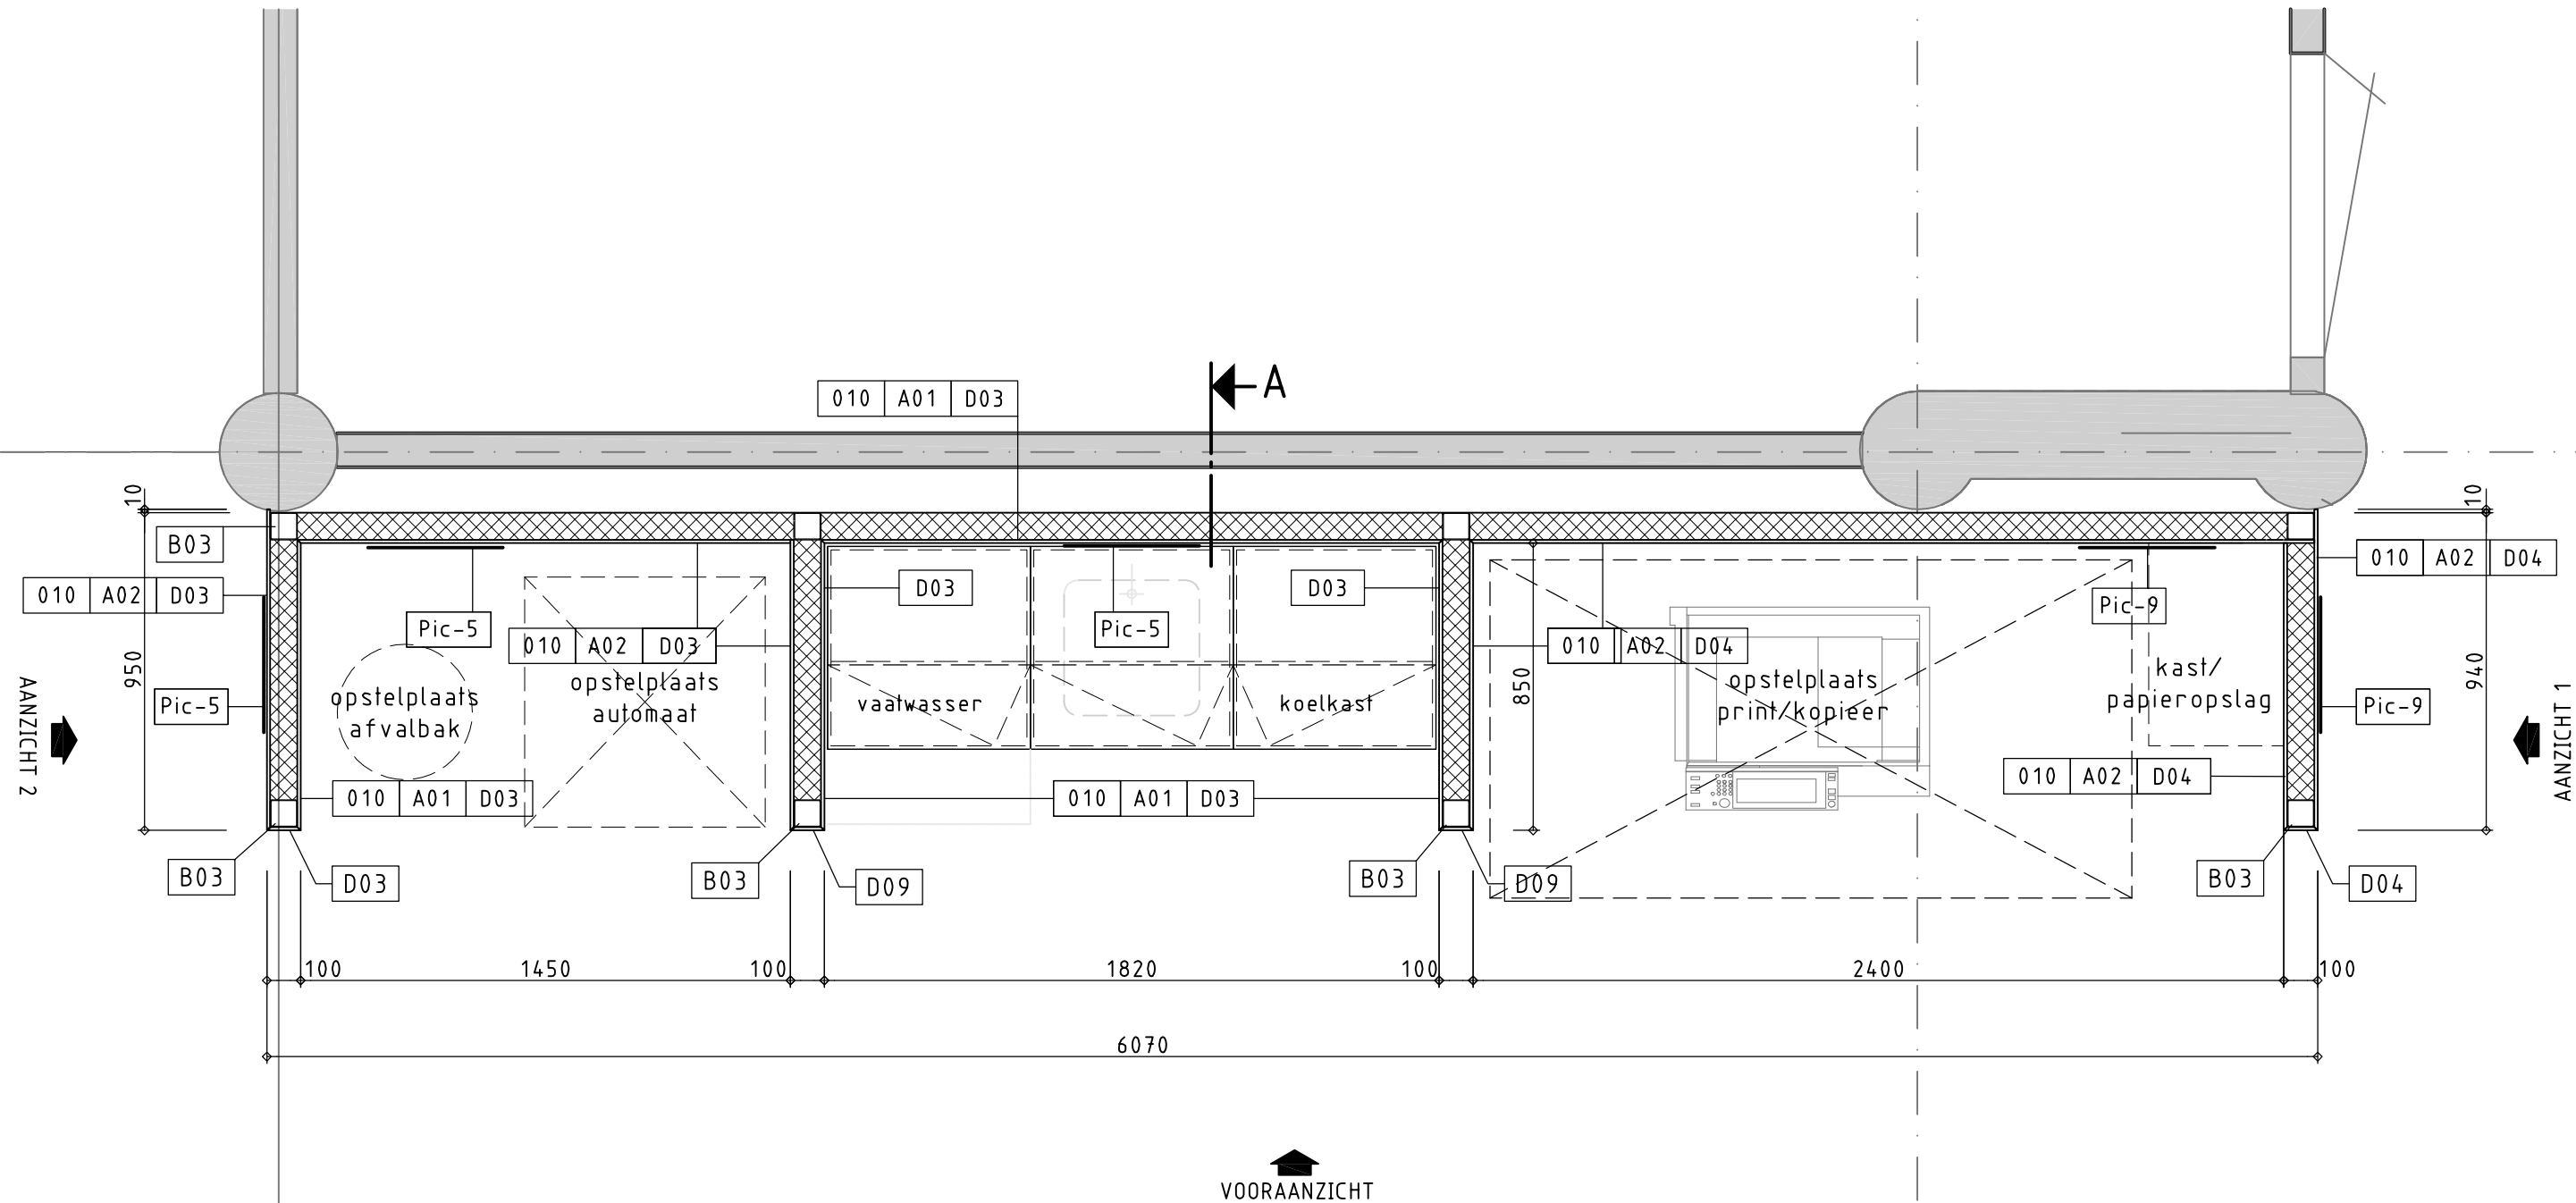 A
010 A01 D03
10
10
B03
010 A02 D04
D03
D03
010 A02 D03
Pic-9
Pic-5
Pic-5
010 A02 D03
010 A02 D04
950
850
940
opstelplaats
afvalbak
opstelplaats
automaat
opstelplaats
print/kopieer
kast/
papieropslag
Pic-5
vaatwasser
koelkast
Pic-9
AANZICHT 2
AANZICHT 1
010 A02 D04
010 A01 D03
010 A01 D03
B03
D03
B03
D09
B03
D09
B03
D04
100
1450
100
1820
100
2400
100
6070
VOORAANZICHT